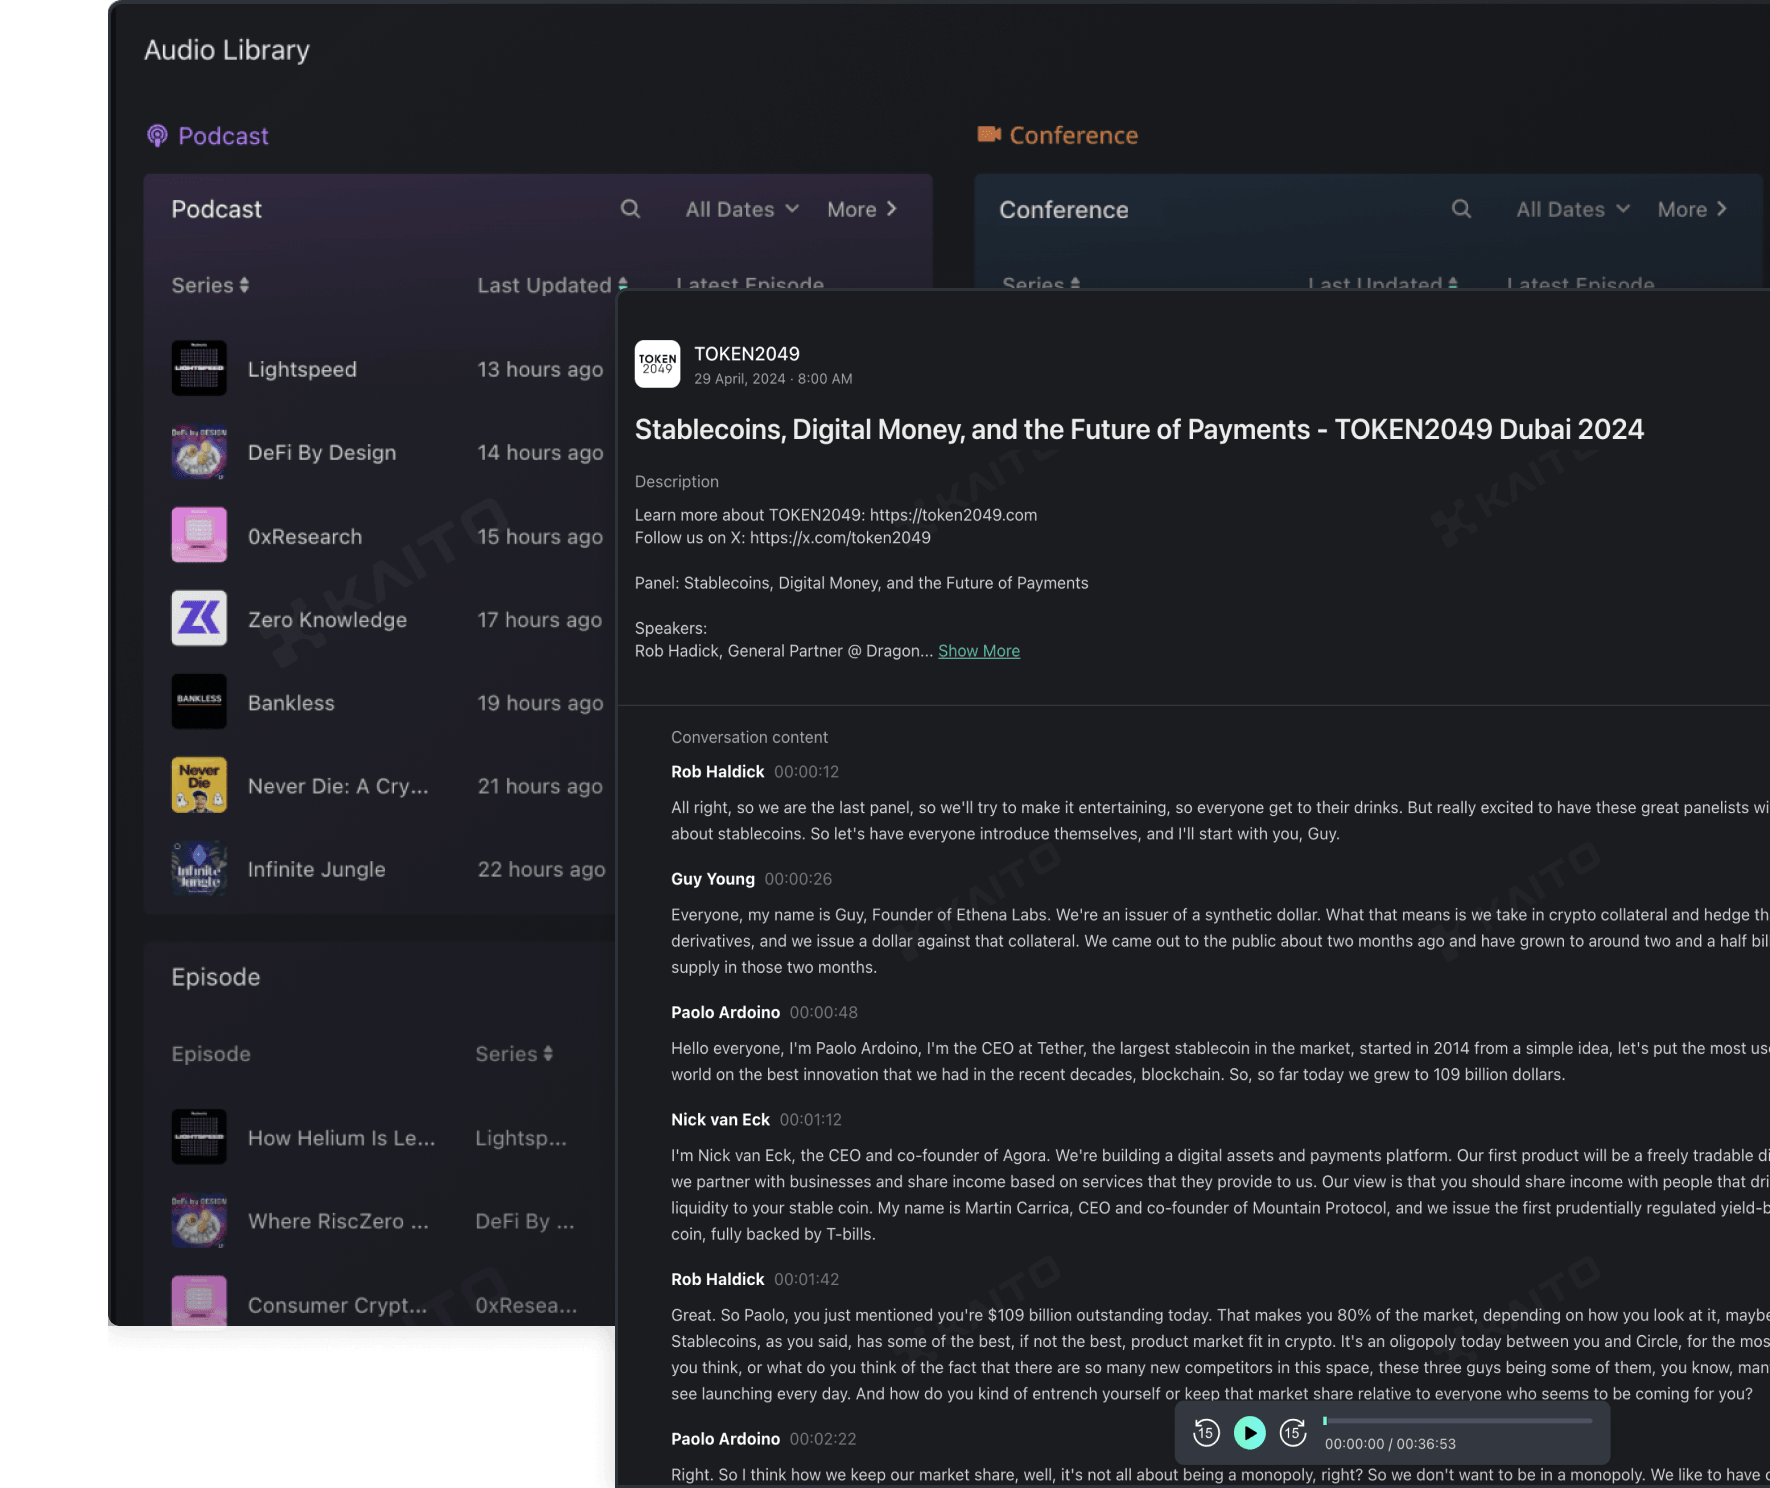 Audio Library
Podcast
Conference
Podcast
All Dates
More
Conference
All Dates
More
Series
Last Updated
Latest Episode
Series
Last Updated
Latest Episode
LIGHTSPEED
Lightspeed
13 hours ago
DeFi by DESIGN
DeFi By Design
14 hours ago
0xResearch
15 hours ago
ZK
Zero Knowledge
17 hours ago
BANKLESS
Bankless
19 hours ago
Never
Die
Never Die: A Cry...
21 hours ago
Infinite
Jungle
Infinite Jungle
22 hours ago
KAITO
Episode
Episode
Series
LIGHTSPEED
How Helium Is Le...
Lightsp...
DeFi by DESIGN
Where RiscZero ...
DeFi By ...
Consumer Crypt...
0xResea...
TOKEN
2049
TOKEN2049
29 April, 2024 · 8:00 AM
Stablecoins, Digital Money, and the Future of Payments - TOKEN2049 Dubai 2024
Description
Learn more about TOKEN2049: https://token2049.com
Follow us on X: https://x.com/token2049
Panel: Stablecoins, Digital Money, and the Future of Payments
Speakers:
Rob Hadick, General Partner @ Dragon... Show More
KAITO
KAITO
Conversation content
Rob Haldick 00:00:12
All right, so we are the last panel, so we'll try to make it entertaining, so everyone get to their drinks. But really excited to have these great panelists wi
about stablecoins. So let's have everyone introduce themselves, and I'll start with you, Guy.
Guy Young 00:00:26
Everyone, my name is Guy, Founder of Ethena Labs. We're an issuer of a synthetic dollar. What that means is we take in crypto collateral and hedge th
derivatives, and we issue a dollar against that collateral. We came out to the public about two months ago and have grown to around two and a half bil
supply in those two months.
KAITO
KAITO
Paolo Ardoino 00:00:48
Hello everyone, I'm Paolo Ardoino, I'm the CEO at Tether, the largest stablecoin in the market, started in 2014 from a simple idea, let's put the most us
world on the best innovation that we had in the recent decades, blockchain. So, so far today we grew to 109 billion dollars.
Nick van Eck 00:01:12
I'm Nick van Eck, the CEO and co-founder of Agora. We're building a digital assets and payments platform. Our first product will be a freely tradable di
we partner with businesses and share income based on services that they provide to us. Our view is that you should share income with people that dri
liquidity to your stable coin. My name is Martin Carrica, CEO and co-founder of Mountain Protocol, and we issue the first prudentially regulated yield-b
coin, fully backed by T-bills.
Rob Haldick 00:01:42
Great. So Paolo, you just mentioned you're $109 billion outstanding today. That makes you 80% of the market, depending on how you look at it, maybe
Stablecoins, as you said, has some of the best, if not the best, product market fit in crypto. It's an oligopoly today between you and Circle, for the mos
you think, or what do you think of the fact that there are so many new competitors in this space, these three guys being some of them, you know, man
see launching every day. And how do you kind of entrench yourself or keep that market share relative to everyone who seems to be coming for you?
KAITO
KAITO
Paolo Ardoino 00:02:22
Right. So I think how we keep our market share, well, it's not all about being a monopoly, right? So we don't want to be in a monopoly. We like to have
15
15
00:00:00 / 00:36:53